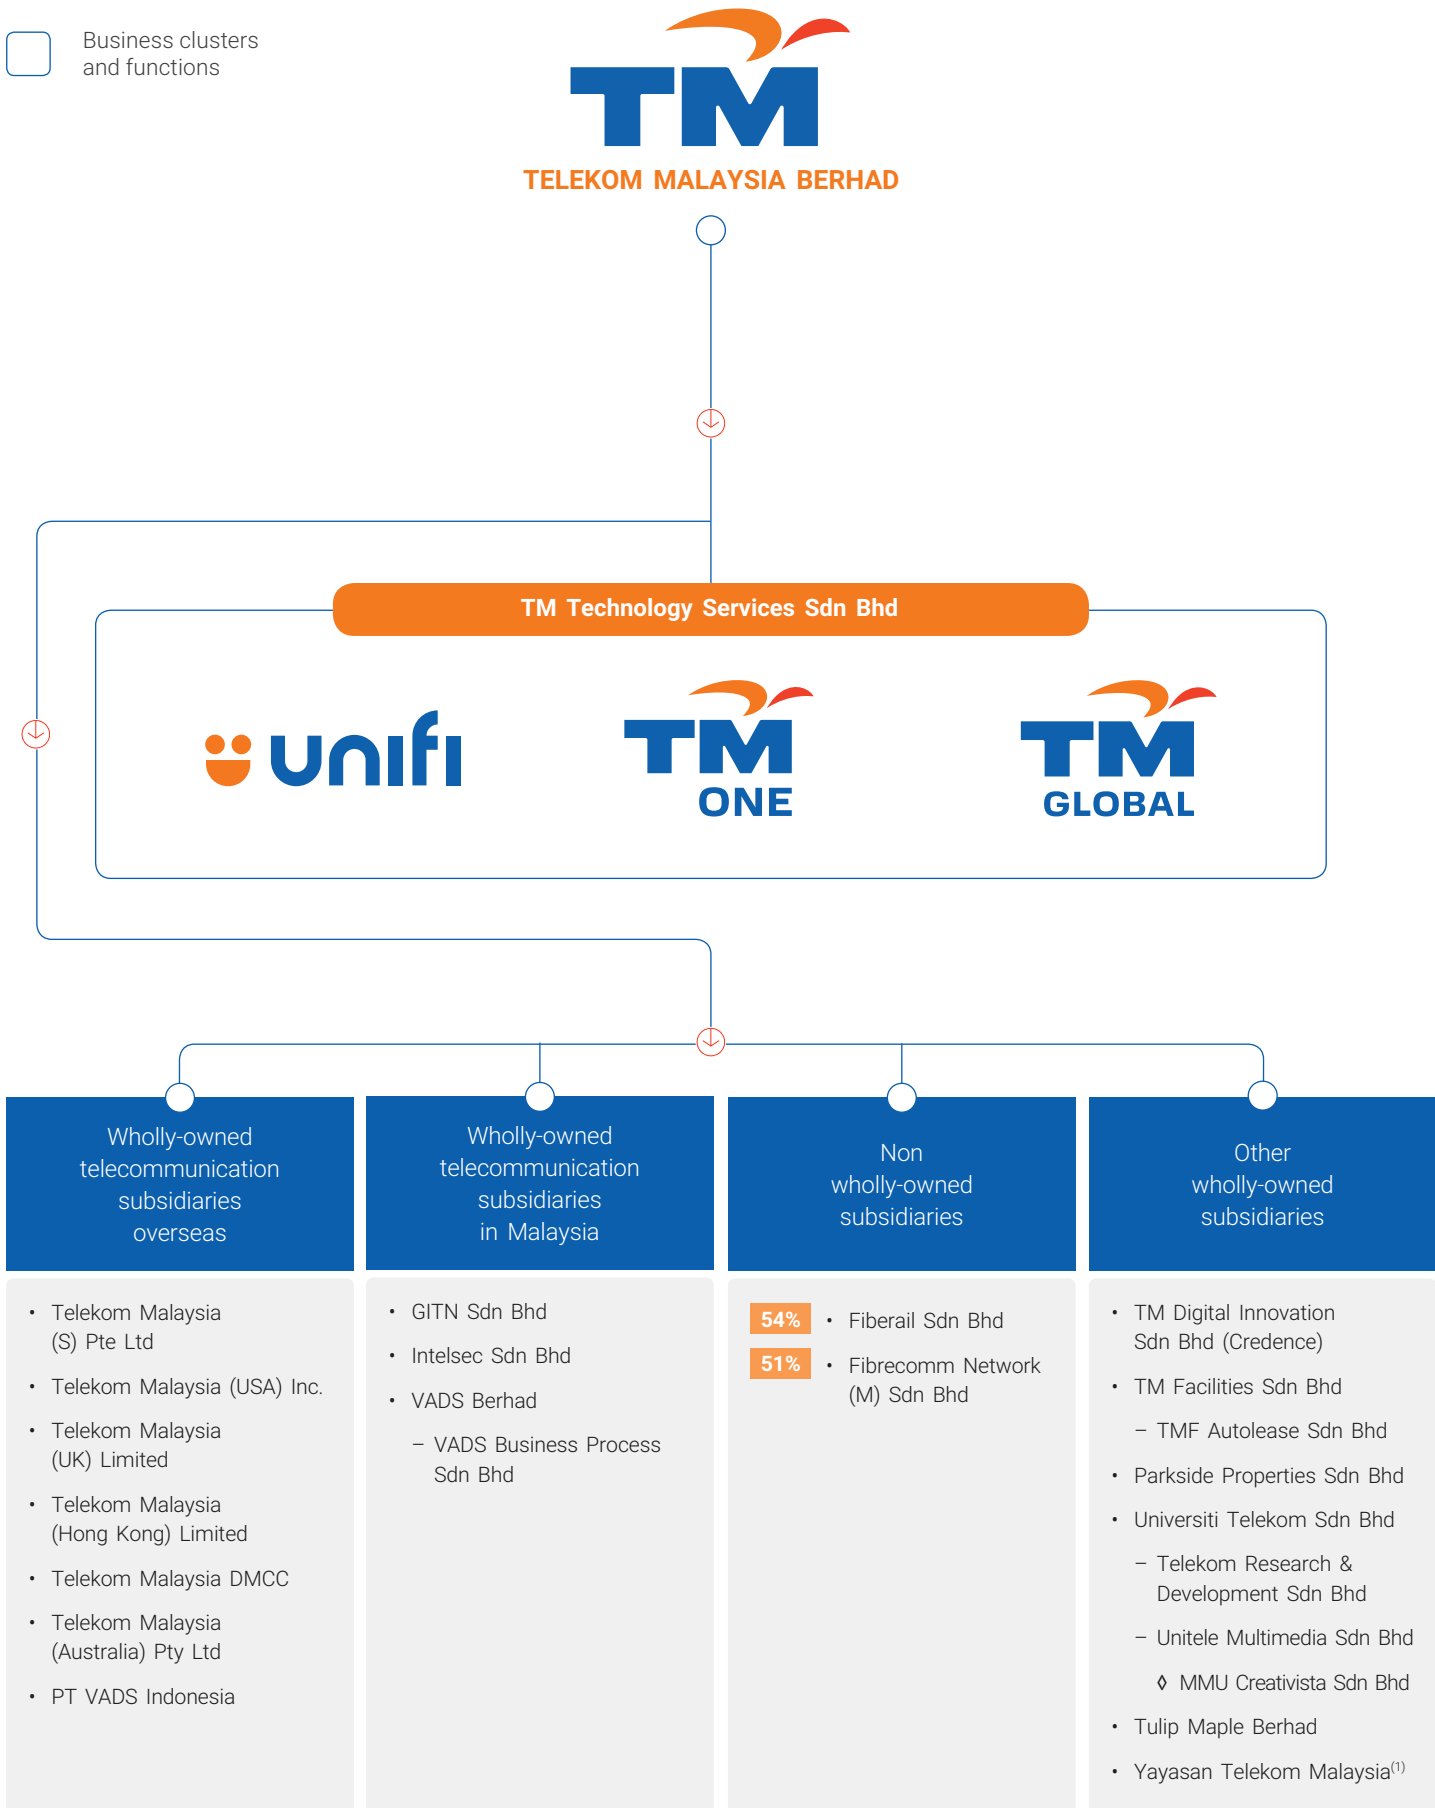 Business clusters
and functions
TM
TELEKOM MALAYSIA BERHAD
TM Technology Services Sdn Bhd
unifi
TM
ONE
TM
GLOBAL
Wholly-owned
telecommunication
subsidiaries
overseas
• Telekom Malaysia
(S) Pte Ltd
• Telekom Malaysia (USA) Inc.
• Telekom Malaysia
(UK) Limited
• Telekom Malaysia
(Hong Kong) Limited
• Telekom Malaysia DMCC
• Telekom Malaysia
(Australia) Pty Ltd
• PT VADS Indonesia
Wholly-owned
telecommunication
subsidiaries
in Malaysia
• GITN Sdn Bhd
• Intelsec Sdn Bhd
• VADS Berhad
– VADS Business Process
Sdn Bhd
Non
wholly-owned
subsidiaries
54% • Fiberail Sdn Bhd
51% • Fibrecomm Network
(M) Sdn Bhd
Other
wholly-owned
subsidiaries
• TM Digital Innovation
Sdn Bhd (Credence)
• TM Facilities Sdn Bhd
– TMF Autolease Sdn Bhd
• Parkside Properties Sdn Bhd
• Universiti Telekom Sdn Bhd
– Telekom Research &
Development Sdn Bhd
– Unitele Multimedia Sdn Bhd
◊ MMU Creativista Sdn Bhd
• Tulip Maple Berhad
• Yayasan Telekom Malaysia(1)